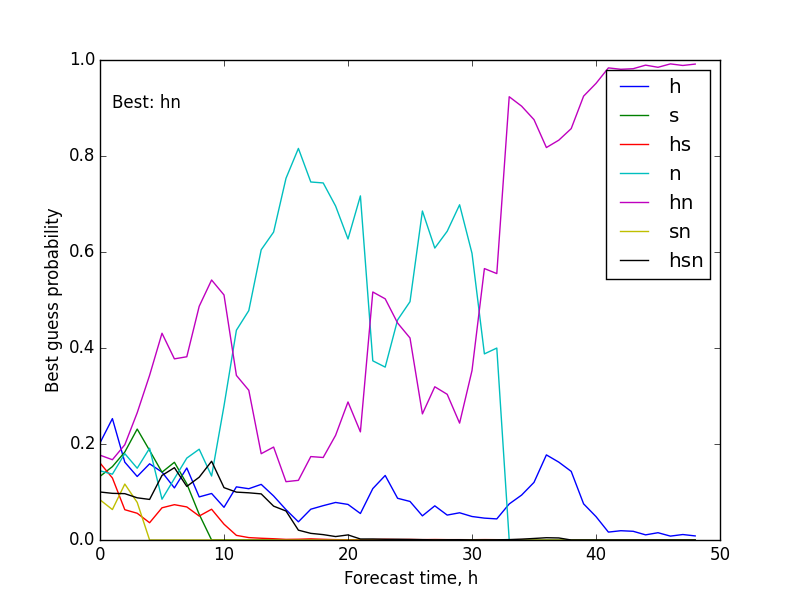 1.0
0.8
0.6
0.4
0.2
0.0
Best guess probability
Best: hn
h
s
hs
n
hn
sn
hsn
0 10 20 30 40 50
Forecast time, h